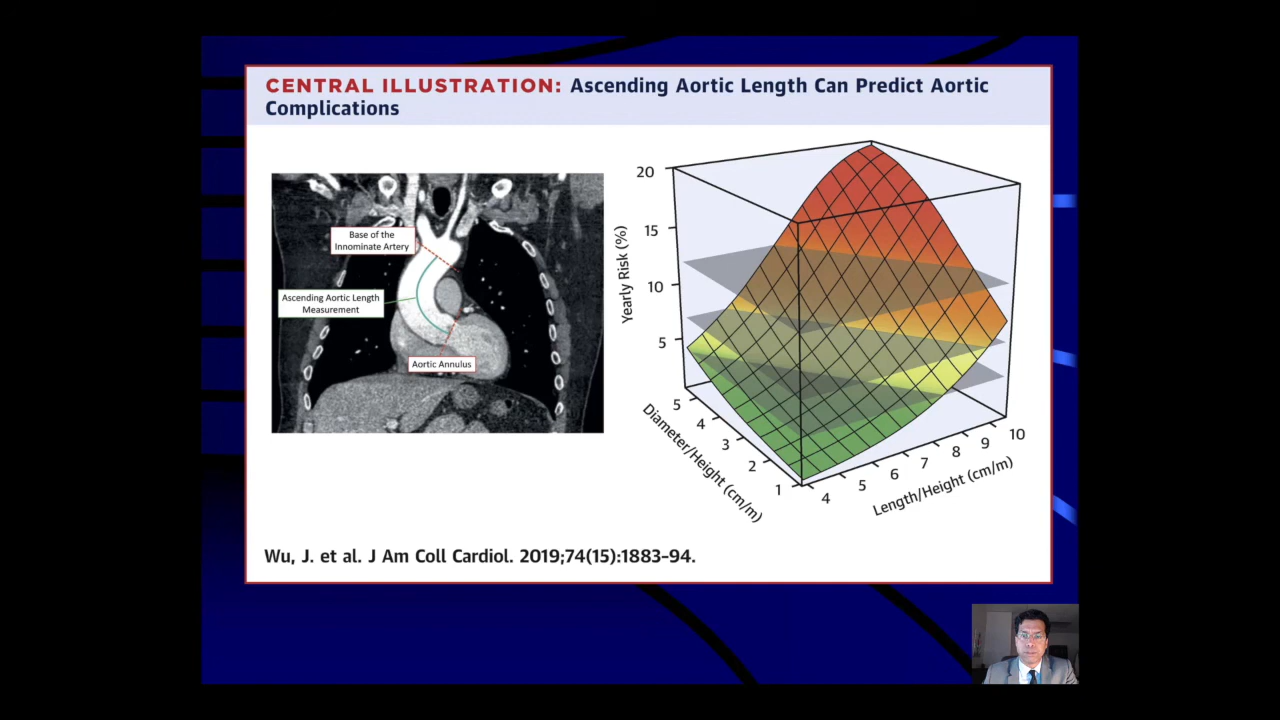 CENTRAL ILLUSTRATION: Ascending Aortic Length Can Predict Aortic
Complications
Base of the
Innominate Artery
Ascending Aortic Length
Measurement
Aortic Annulus
20
15
10
5
Yearly Risk (%)
5
4
3
2
1
Diameter/Height (cm/m)
4
5
6
7
8
9
10
Length/Height (cm/m)
Wu, J. et al. J Am Coll Cardiol. 2019;74(15):1883–94.